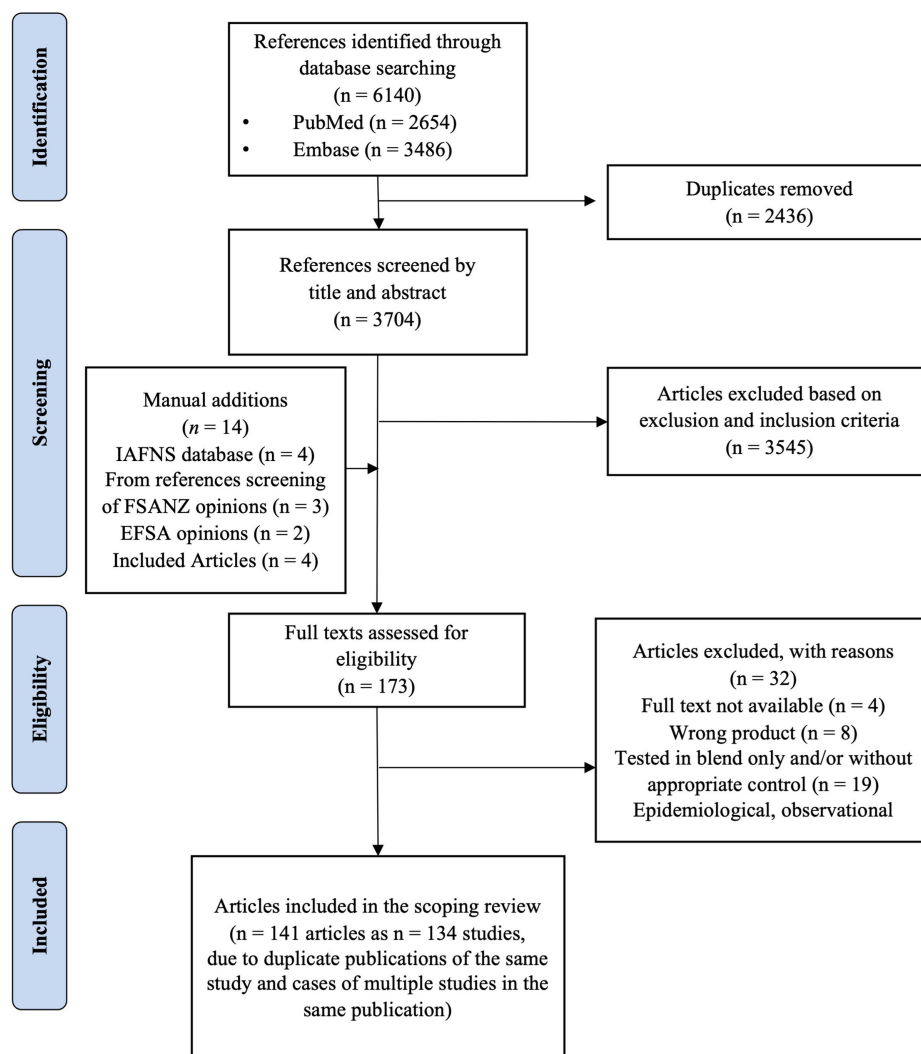 Identification
References identified through
database searching
(n = 6140)
• PubMed (n = 2654)
• Embase (n = 3486)
Duplicates removed
(n = 2436)
Screening
References screened by
title and abstract
(n = 3704)
Articles excluded based on
exclusion and inclusion criteria
(n = 3545)
Manual additions
(n = 14)
IAFNS database (n = 4)
From references screening
of FSANZ opinions (n = 3)
EFSA opinions (n = 2)
Included Articles (n = 4)
Eligibility
Full texts assessed for
eligibility
(n = 173)
Articles excluded, with reasons
(n = 32)
Full text not available (n = 4)
Wrong product (n = 8)
Tested in blend only and/or without
appropriate control (n = 19)
Epidemiological, observational
Included
Articles included in the scoping review
(n = 141 articles as n = 134 studies,
due to duplicate publications of the same
study and cases of multiple studies in the
same publication)